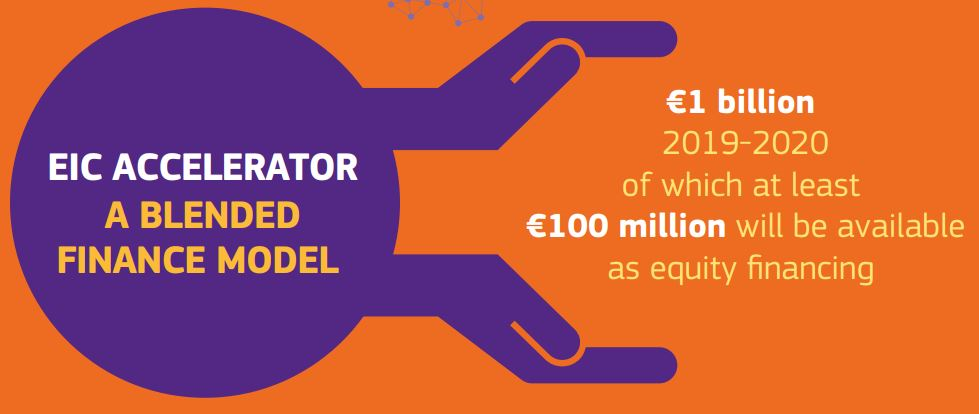 EIC ACCELERATOR
A BLENDED
FINANCE MODEL
€1 billion
2019-2020
of which at least
€100 million will be available
as equity financing